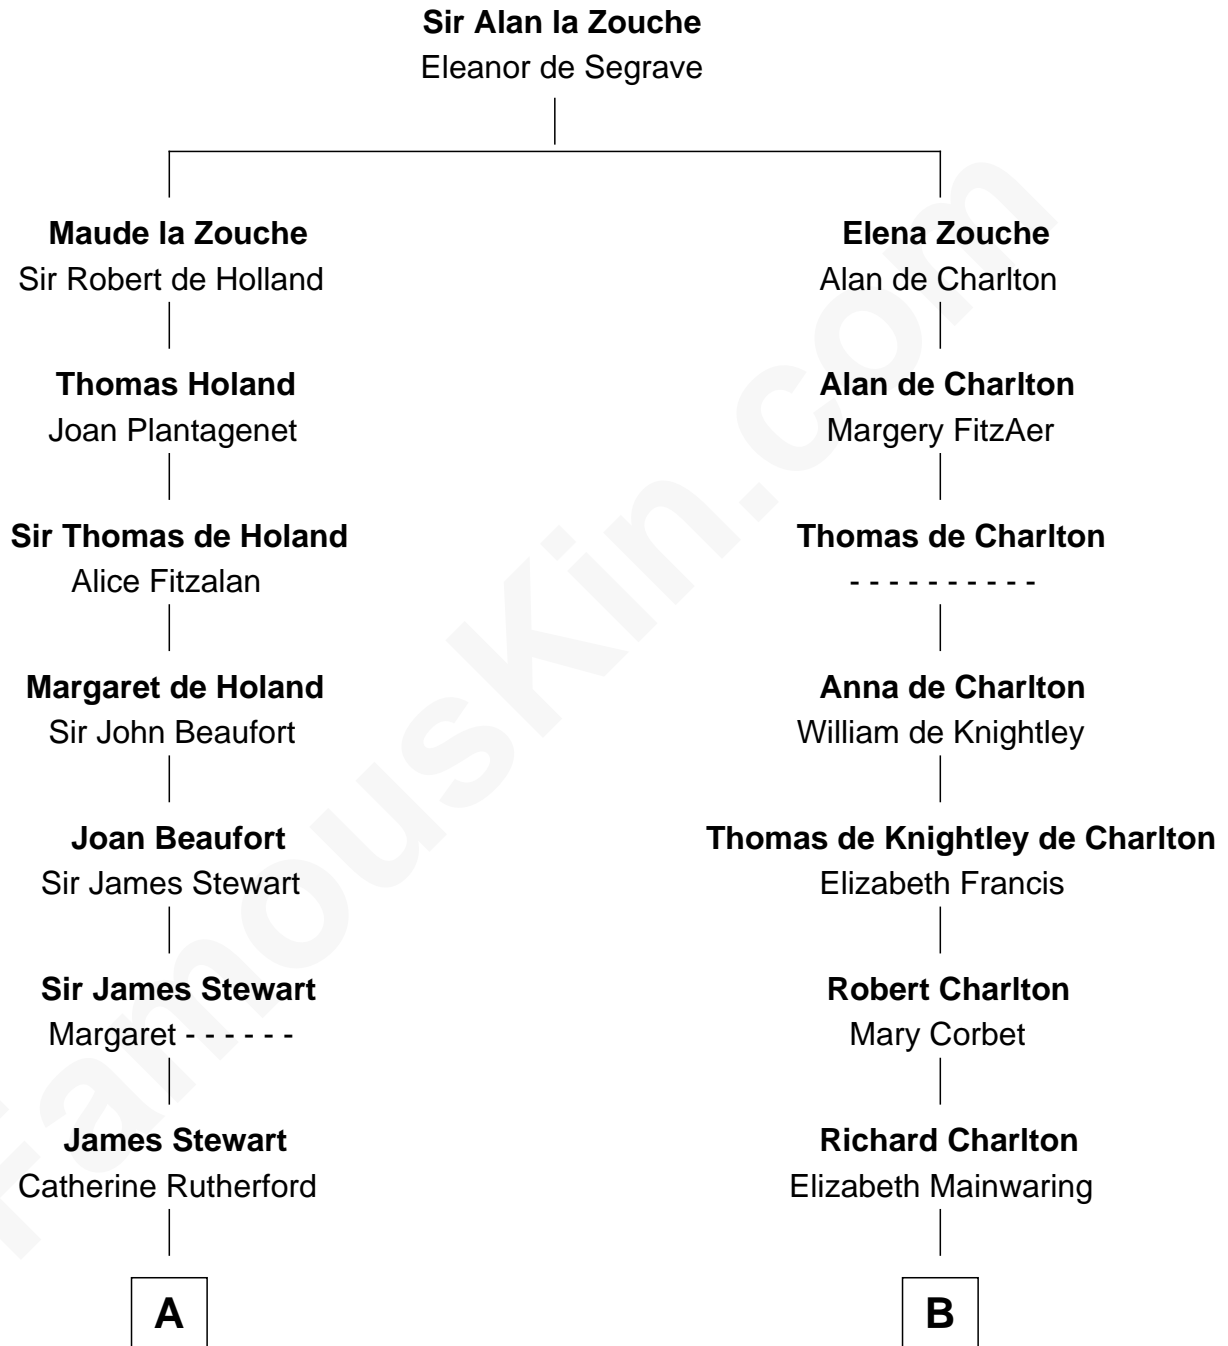 Sir Alan la Zouche
Eleanor de Segrave
Maude la Zouche
Sir Robert de Holland
Elena Zouche
Alan de Charlton
Thomas Holand
Joan Plantagenet
Alan de Charlton
Margery FitzAer
Sir Thomas de Holand
Alice Fitzalan
Thomas de Charlton
- - - - - - - - - -
Margaret de Holand
Sir John Beaufort
Anna de Charlton
William de Knightley
Joan Beaufort
Sir James Stewart
Thomas de Knightley de Charlton
Elizabeth Francis
Sir James Stewart
Margaret - - - - - -
Robert Charlton
Mary Corbet
James Stewart
Catherine Rutherford
Richard Charlton
Elizabeth Mainwaring
A
B
FamousKin.com